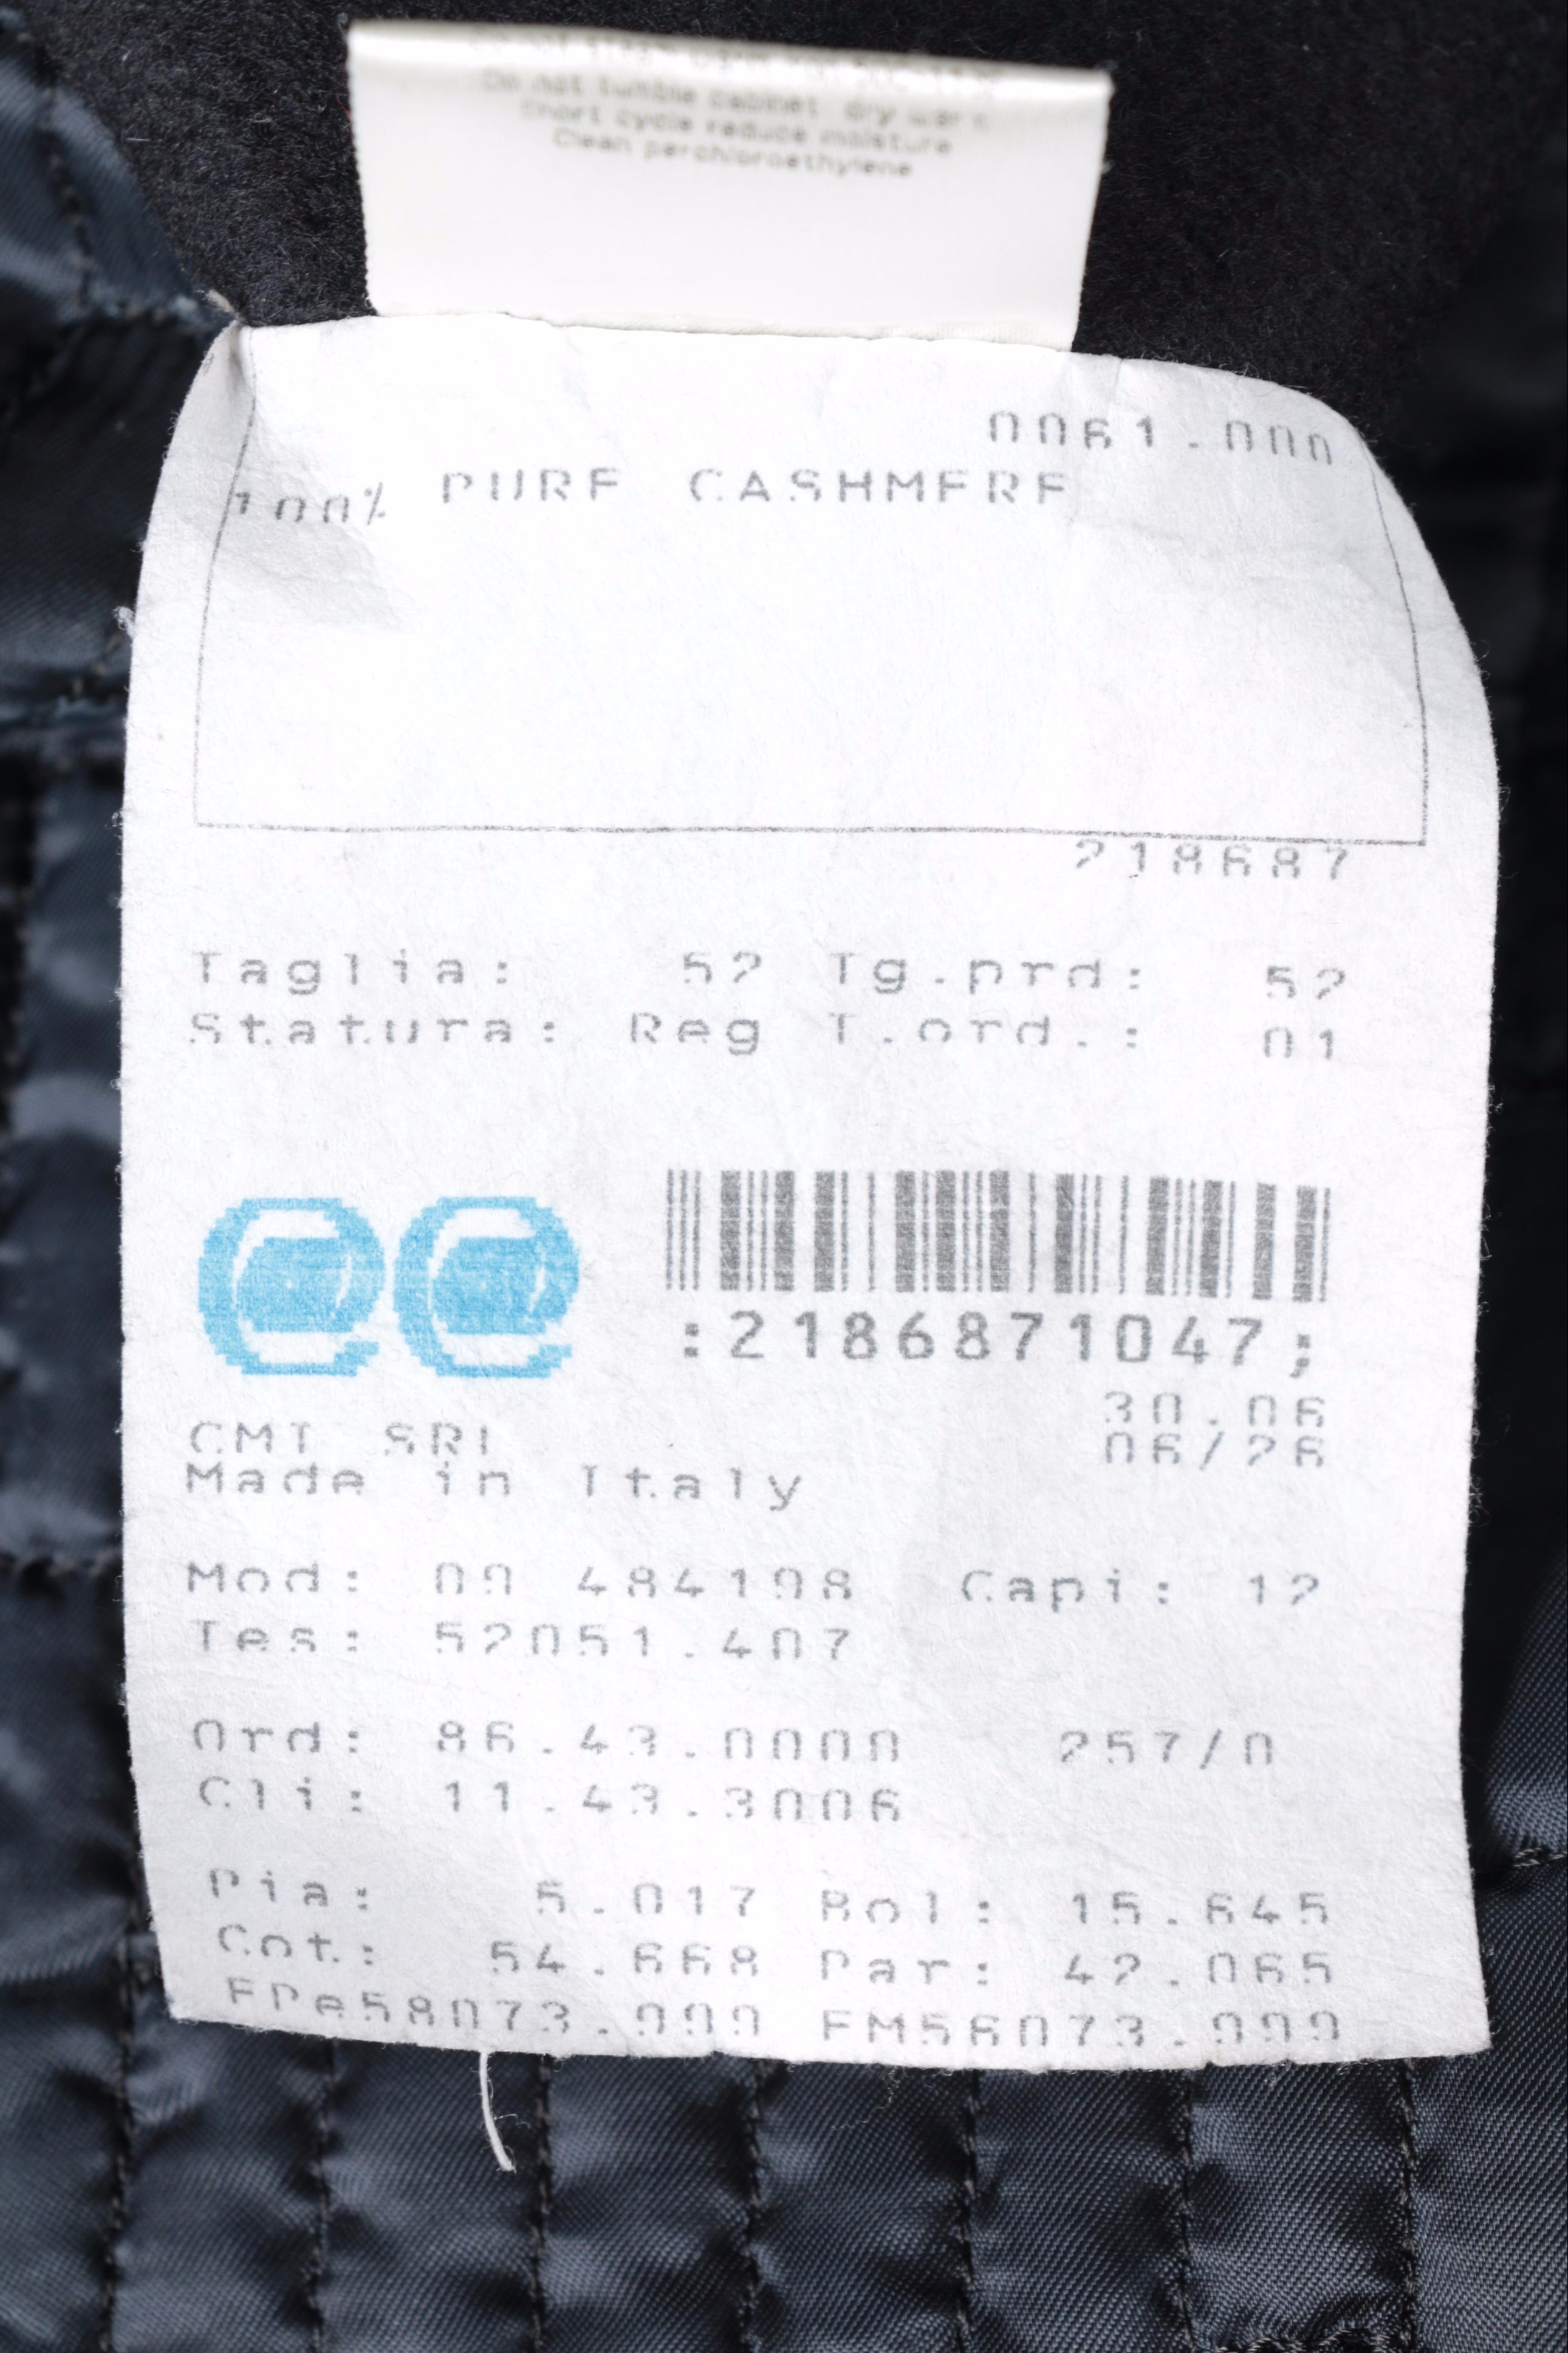 Do not tumble cabinet dry warm
Short cycle reduce moisture
Clean perchloroethylene
0061.000
100% PURE CASHMERE
218687
Taglia: 52 Tg.prd: 52
Statura: Reg T.ord.: 01
:2186871047;
30.06
06/26
CMI SRL
Made in Italy
Mod: 09 484198 Capi: 12
Tes: 52051.407
Ord: 86.43.0000 257/0
Cli: 11.43.3006
Pia: 5.017 Bol: 15.645
Cot: 54.668 Par: 42.065
FPe58073.999 FM56073.999